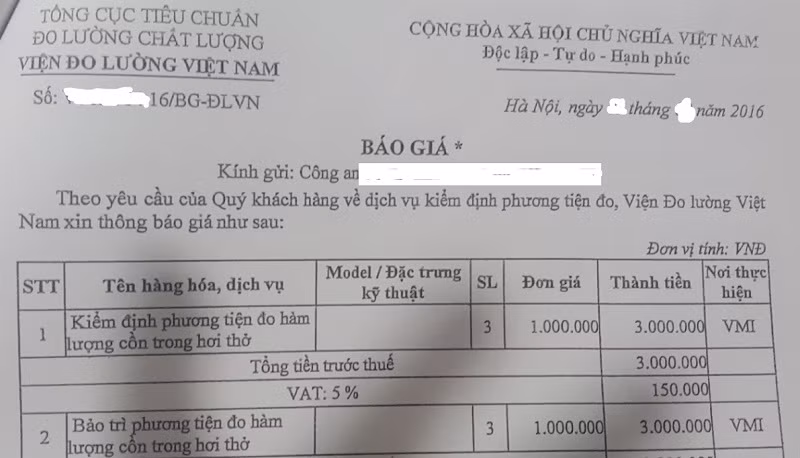 TỔNG CỤC TIÊU CHUẨN
ĐO LƯỜNG CHẤT LƯỢNG
VIỆN ĐO LƯỜNG VIỆT NAM
Số: 16/BG-ĐLVN
CỘNG HÒA XÃ HỘI CHỦ NGHĨA VIỆT NAM
Độc lập - Tự do - Hạnh phúc
Hà Nội, ngày tháng năm 2016
BÁO GIÁ *
Kính gửi: Công an
Theo yêu cầu của Quý khách hàng về dịch vụ kiểm định phương tiện đo, Viện Đo lường Việt
Nam xin thông báo giá như sau:
Đơn vị tính: VNĐ
STT Tên hàng hóa, dịch vụ Model / Đặc trưng kỹ thuật SL Đơn giá Thành tiền Nơi thực hiện
1 Kiểm định phương tiện đo hàm lượng cồn trong hơi thở 3 1.000.000 3.000.000 VMI
Tổng tiền trước thuế 3.000.000
VAT: 5 % 150.000
2 Bảo trì phương tiện đo hàm lượng cồn trong hơi thở 3 1.000.000 3.000.000 VMI